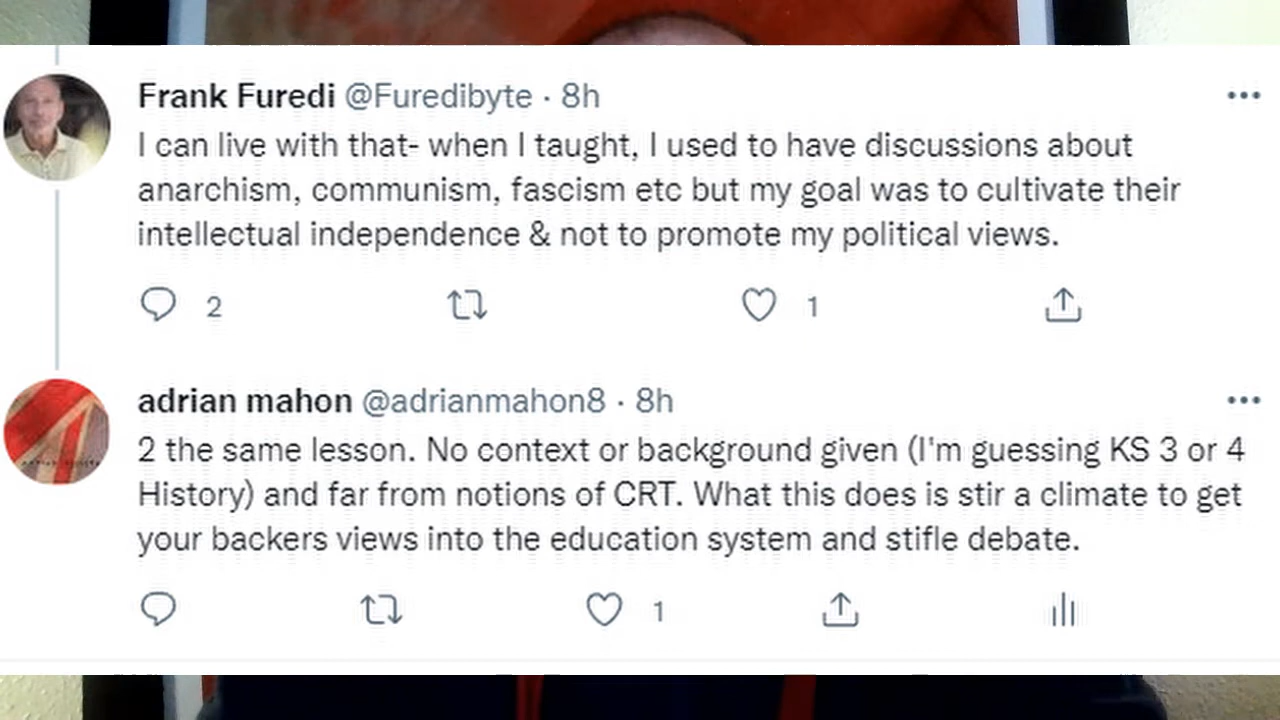 Frank Furedi @Furedibyte · 8h
I can live with that- when I taught, I used to have discussions about
anarchism, communism, fascism etc but my goal was to cultivate their
intellectual independence & not to promote my political views.
2 1
adrian mahon @adrianmahon8 · 8h
2 the same lesson. No context or background given (I'm guessing KS 3 or 4
History) and far from notions of CRT. What this does is stir a climate to get
your backers views into the education system and stifle debate.
1